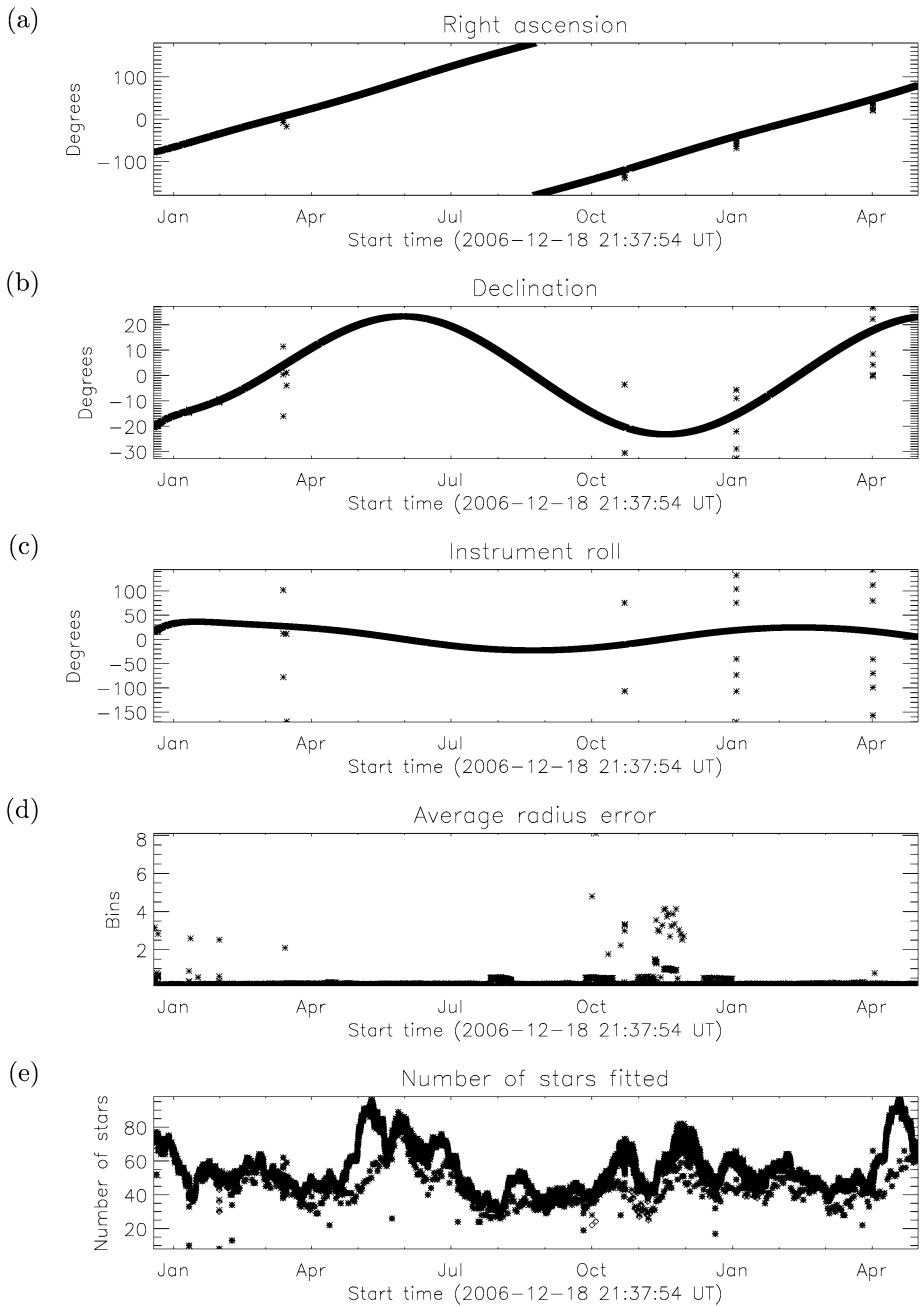 (a)
Right ascension
Degrees
100
0
−100
Jan Apr Jul Oct Jan Apr
Start time (2006−12−18 21:37:54 UT)
(b)
Declination
Degrees
20
10
0
−10
−20
−30
Jan Apr Jul Oct Jan Apr
Start time (2006−12−18 21:37:54 UT)
(c)
Instrument roll
Degrees
100
50
0
−50
−100
−150
Jan Apr Jul Oct Jan Apr
Start time (2006−12−18 21:37:54 UT)
(d)
Average radius error
Bins
8
6
4
2
Jan Apr Jul Oct Jan Apr
Start time (2006−12−18 21:37:54 UT)
(e)
Number of stars fitted
Number of stars
80
60
40
20
Jan Apr Jul Oct Jan Apr
Start time (2006−12−18 21:37:54 UT)